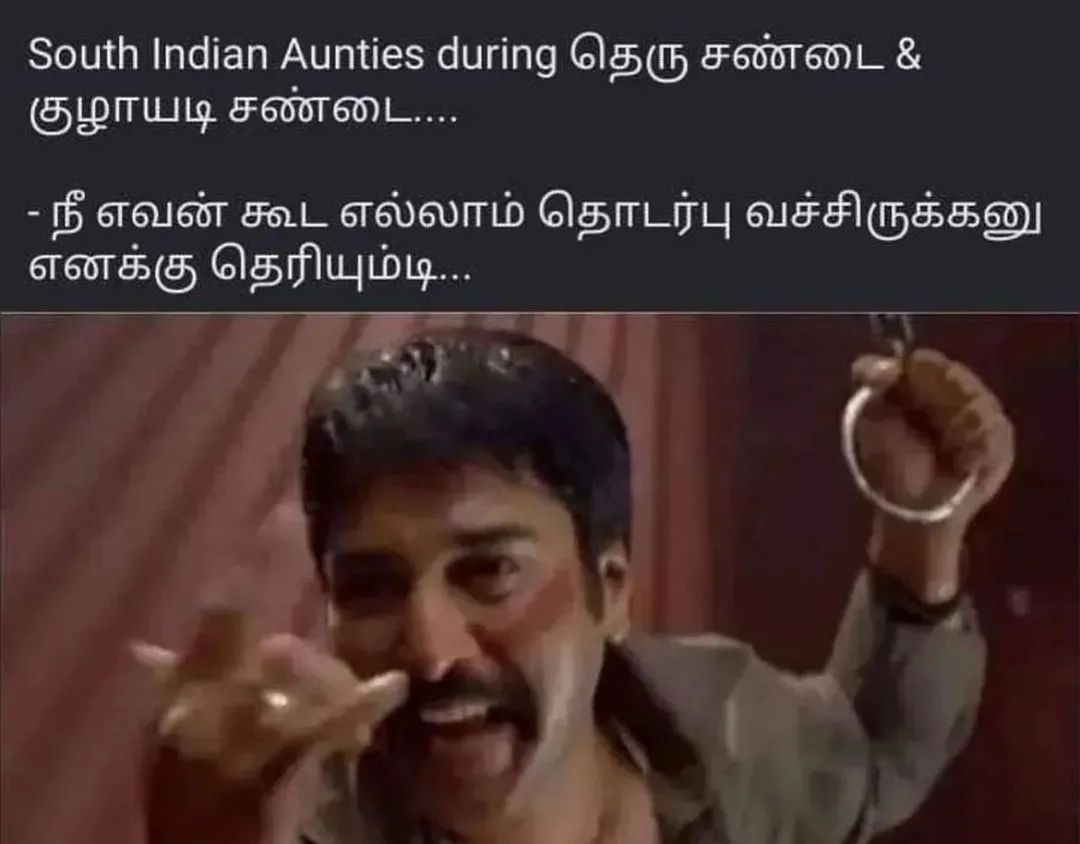 South Indian Aunties during தெரு சண்டை &
குழாயடி சண்டை....
- நீ எவன் கூட எல்லாம் தொடர்பு வச்சிருக்கனு
எனக்கு தெரியும்டி...